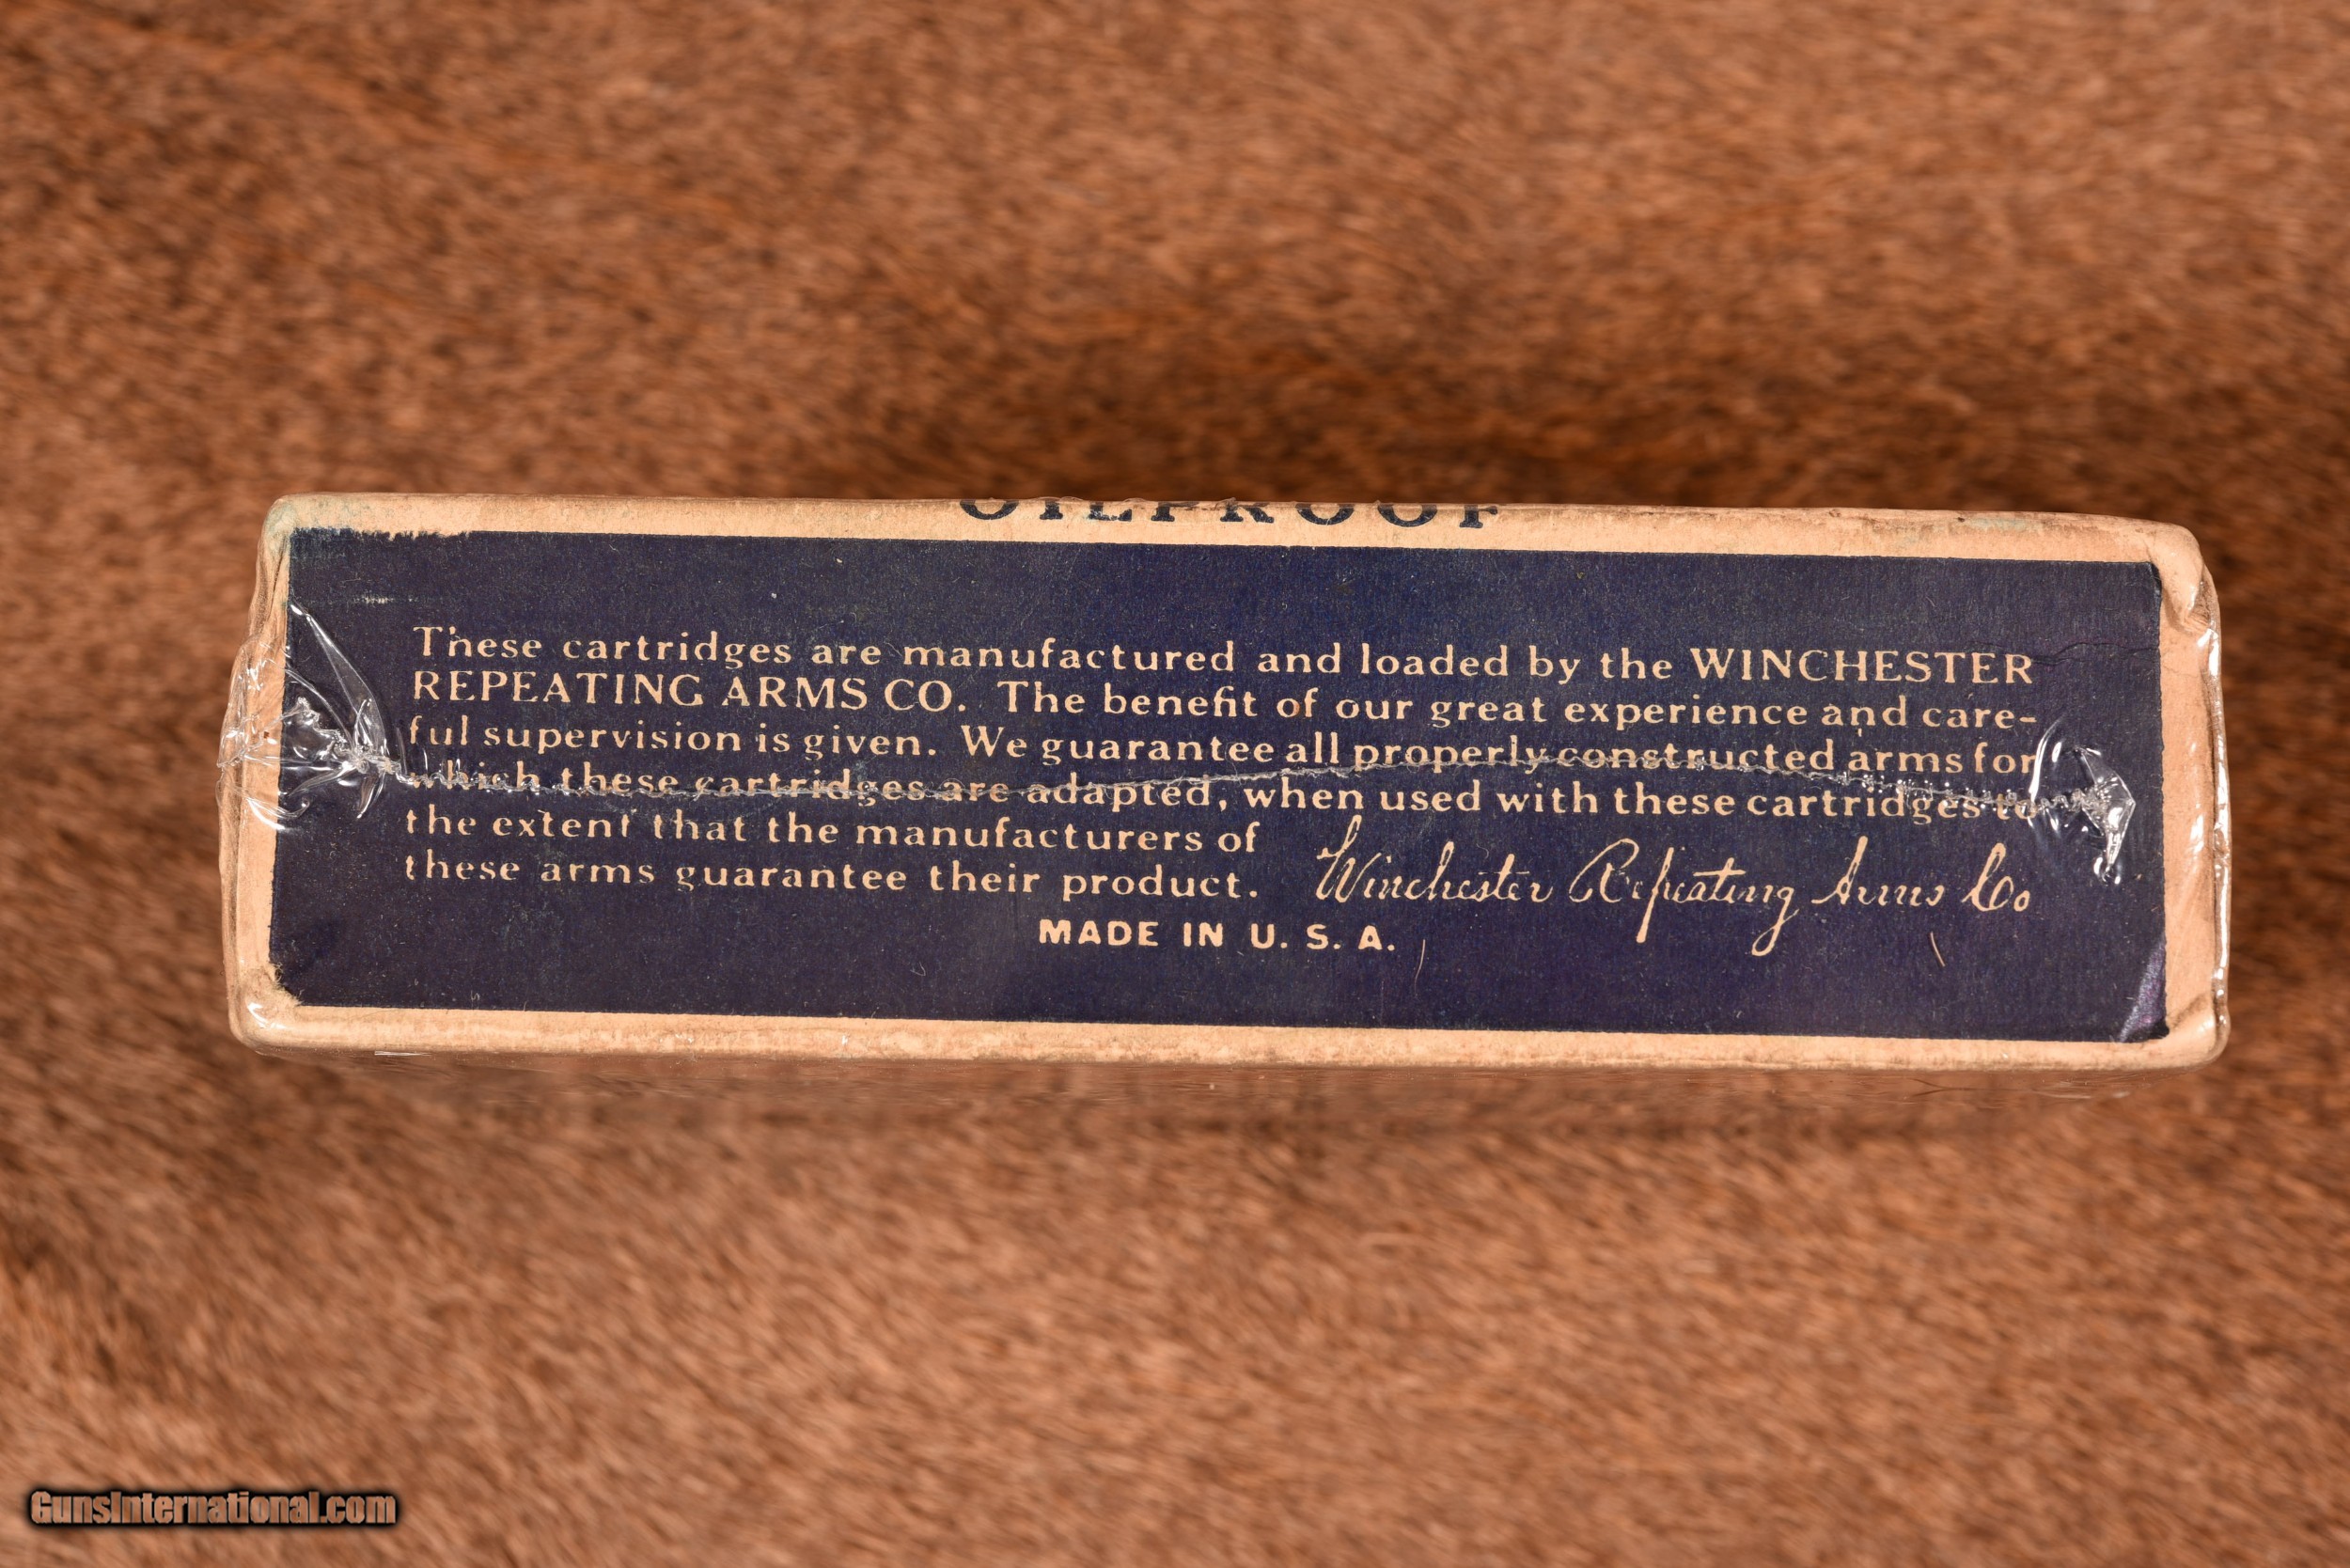 OILPROOF
These cartridges are manufactured and loaded by the WINCHESTER
REPEATING ARMS CO. The benefit of our great experience and care-
ful supervision is given. We guarantee all properly constructed arms for
which these cartridges are adapted, when used with these cartridges to
the extent that the manufacturers of
these arms guarantee their product.
Winchester Repeating Arms Co
MADE IN U. S. A.
GunsInternational.com